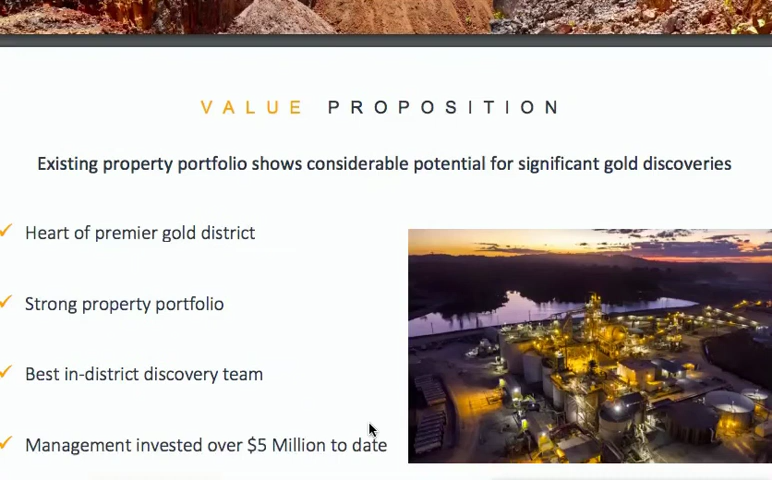 VALUE PROPOSITION
Existing property portfolio shows considerable potential for significant gold discoveries
Heart of premier gold district
Strong property portfolio
Best in-district discovery team
Management invested over $5 Million to date